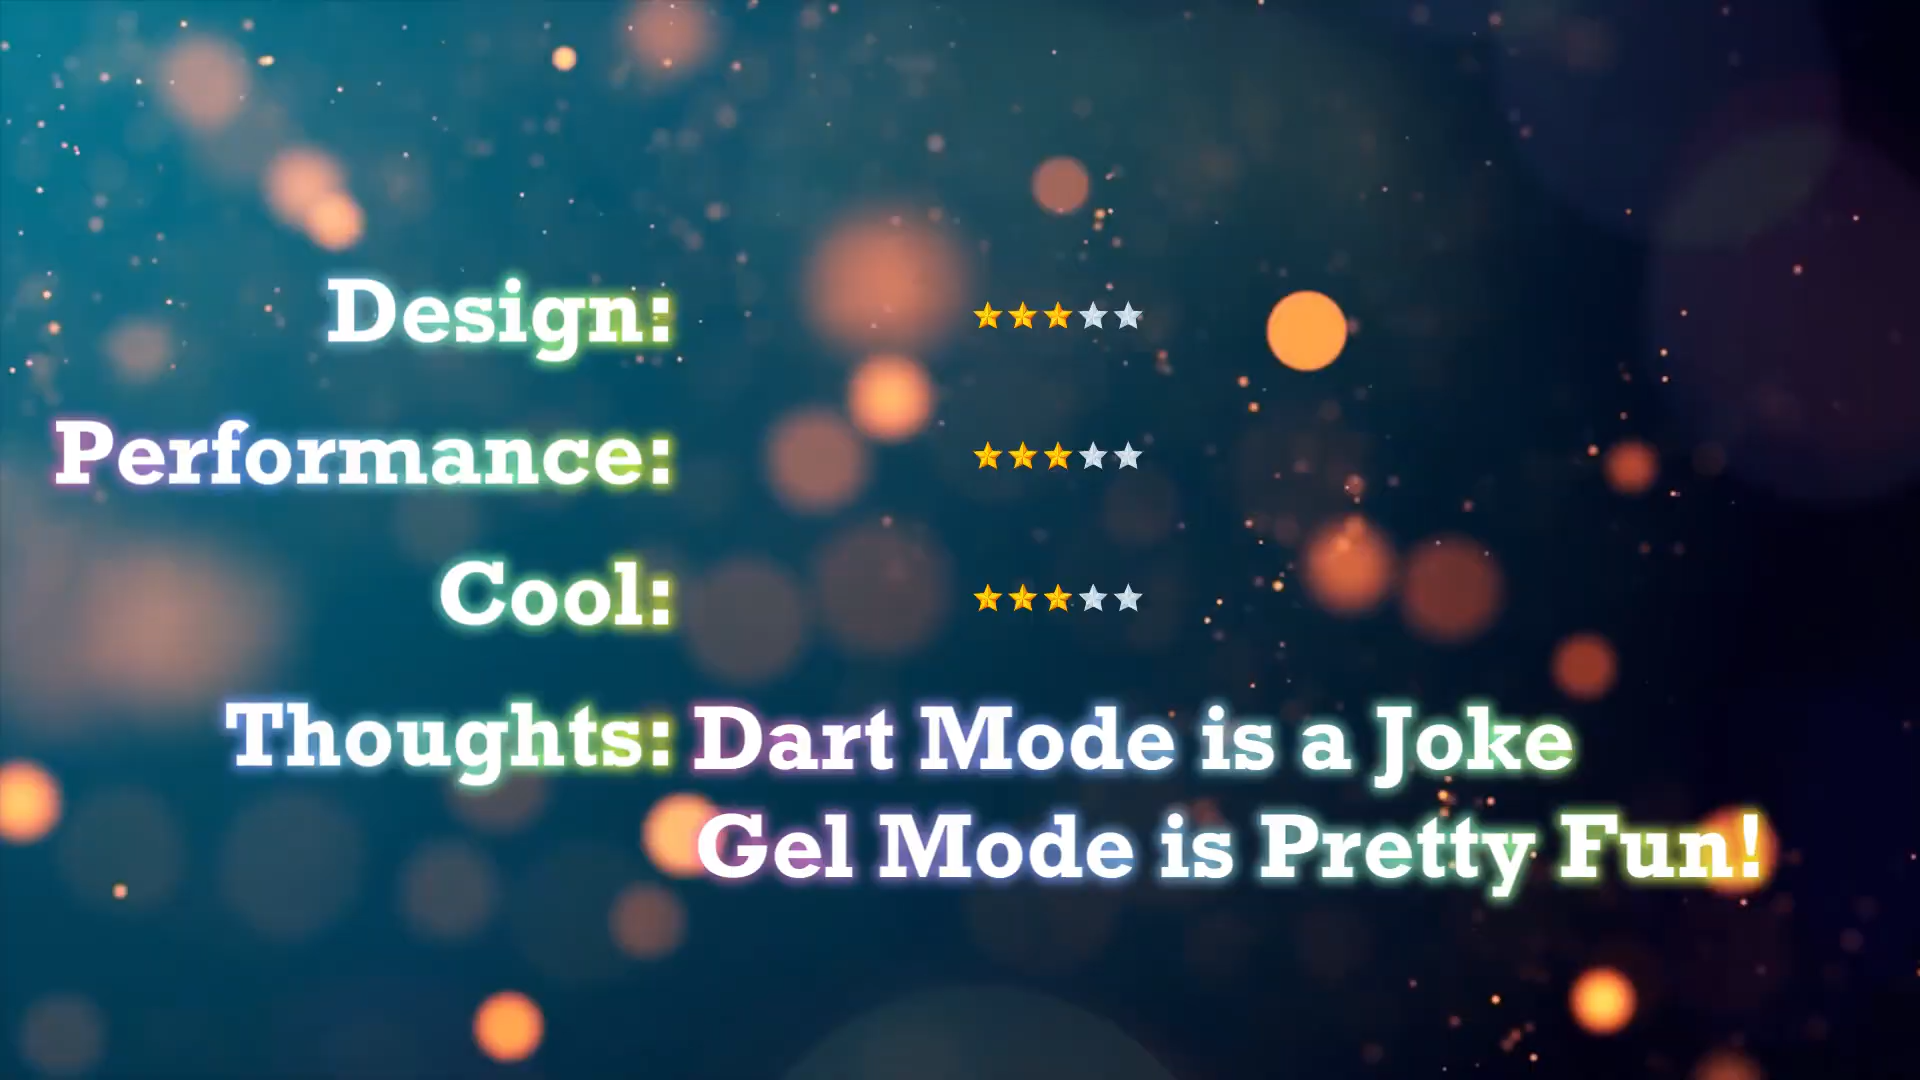 Design:
Performance:
Cool:
Thoughts: Dart Mode is a Joke
Gel Mode is Pretty Fun!